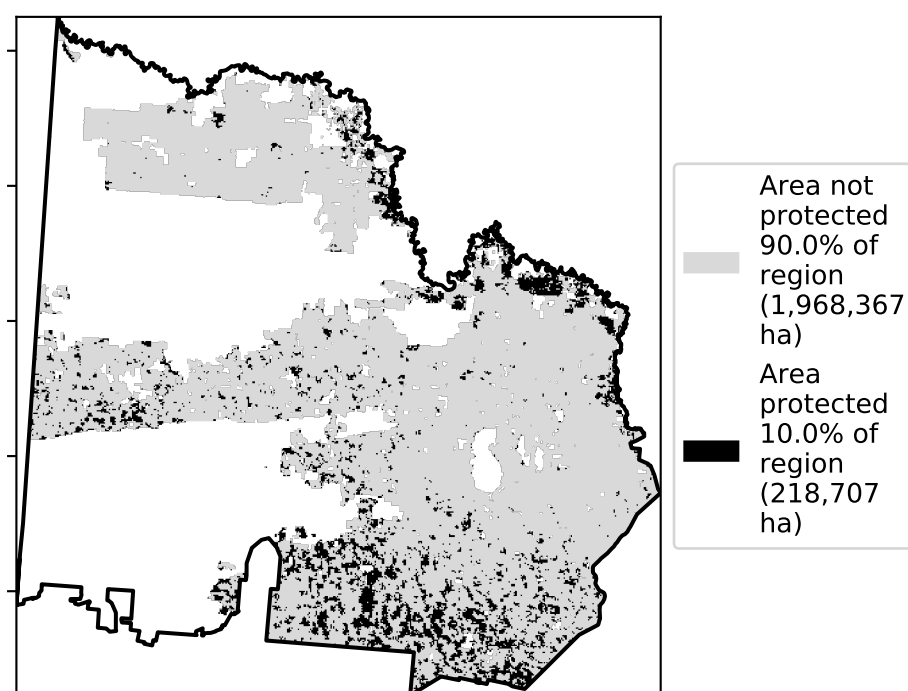 Area not
protected
90.0% of
region
(1,968,367
ha)
Area
protected
10.0% of
region
(218,707
ha)